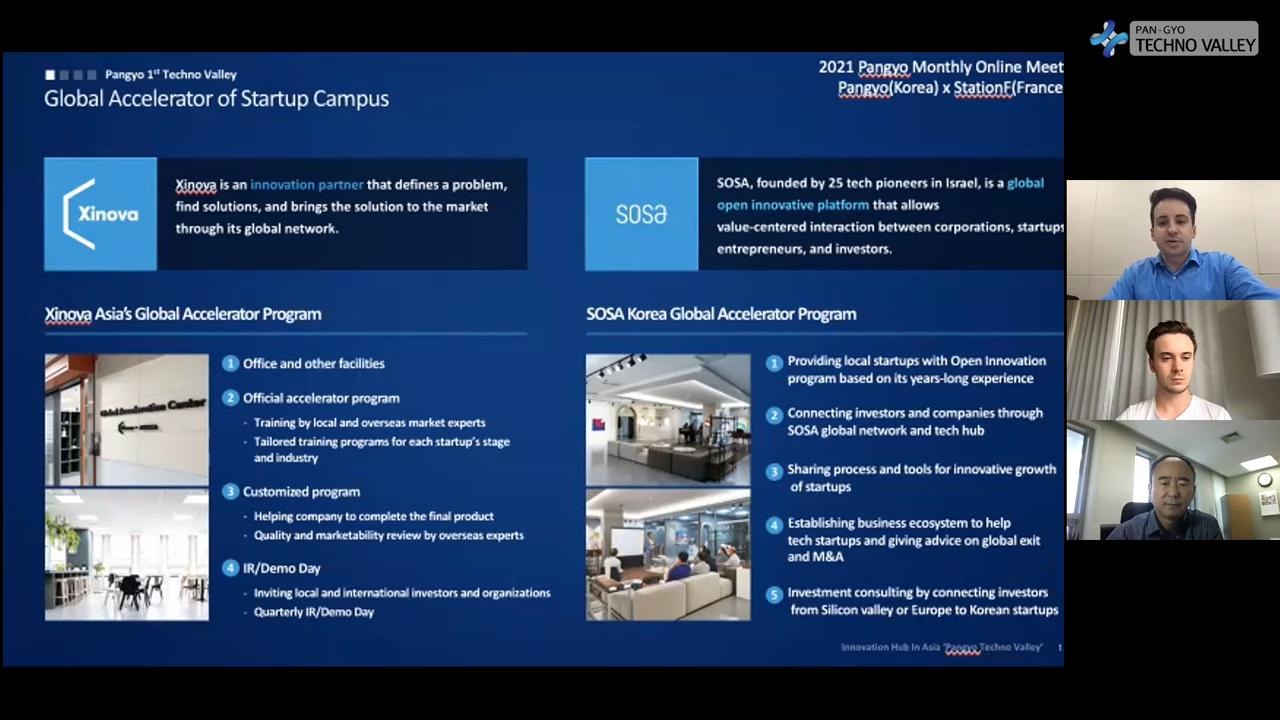 PAN-GYO
TECHNO VALLEY
Pangyo 1st Techno Valley
Global Accelerator of Startup Campus
2021 Pangyo Monthly Online Meet
Pangyo(Korea) x StationF(France
Xinova
Xinova is an innovation partner that defines a problem,
find solutions, and brings the solution to the market
through its global network.
sosa
SOSA, founded by 25 tech pioneers in Israel, is a global
open innovative platform that allows
value-centered interaction between corporations, startups
entrepreneurs, and investors.
Xinova Asia's Global Accelerator Program
Global Acceleration Center
1 Office and other facilities
2 Official accelerator program
- Training by local and overseas market experts
- Tailored training programs for each startup's stage
and industry
3 Customized program
- Helping company to complete the final product
- Quality and marketability review by overseas experts
4 IR/Demo Day
- Inviting local and international investors and organizations
- Quarterly IR/Demo Day
SOSA Korea Global Accelerator Program
1 Providing local startups with Open Innovation
program based on its years-long experience
2 Connecting investors and companies through
SOSA global network and tech hub
3 Sharing process and tools for innovative growth
of startups
4 Establishing business ecosystem to help
tech startups and giving advice on global exit
and M&A
5 Investment consulting by connecting investors
from Silicon valley or Europe to Korean startups
Innovation Hub In Asia "Pangyo Techno Valley" 1